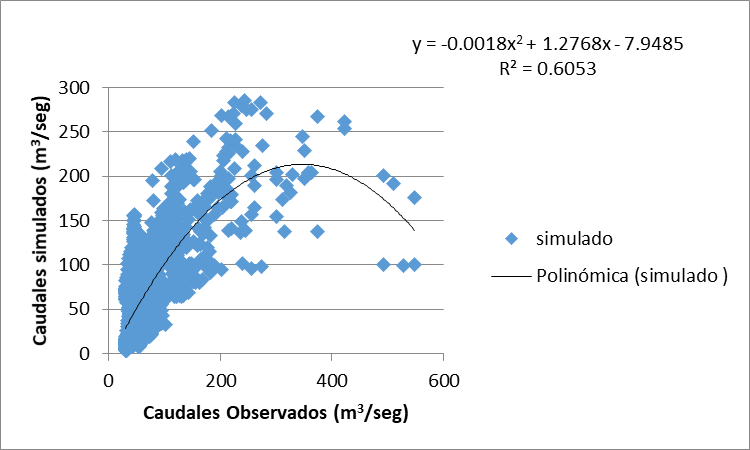 y = -0.0018x² + 1.2768x - 7.9485
R² = 0.6053
300
250
200
150
100
50
0
0 200 400 600
Caudales simulados (m³/seg)
Caudales Observados (m³/seg)
simulado
Polinómica (simulado )